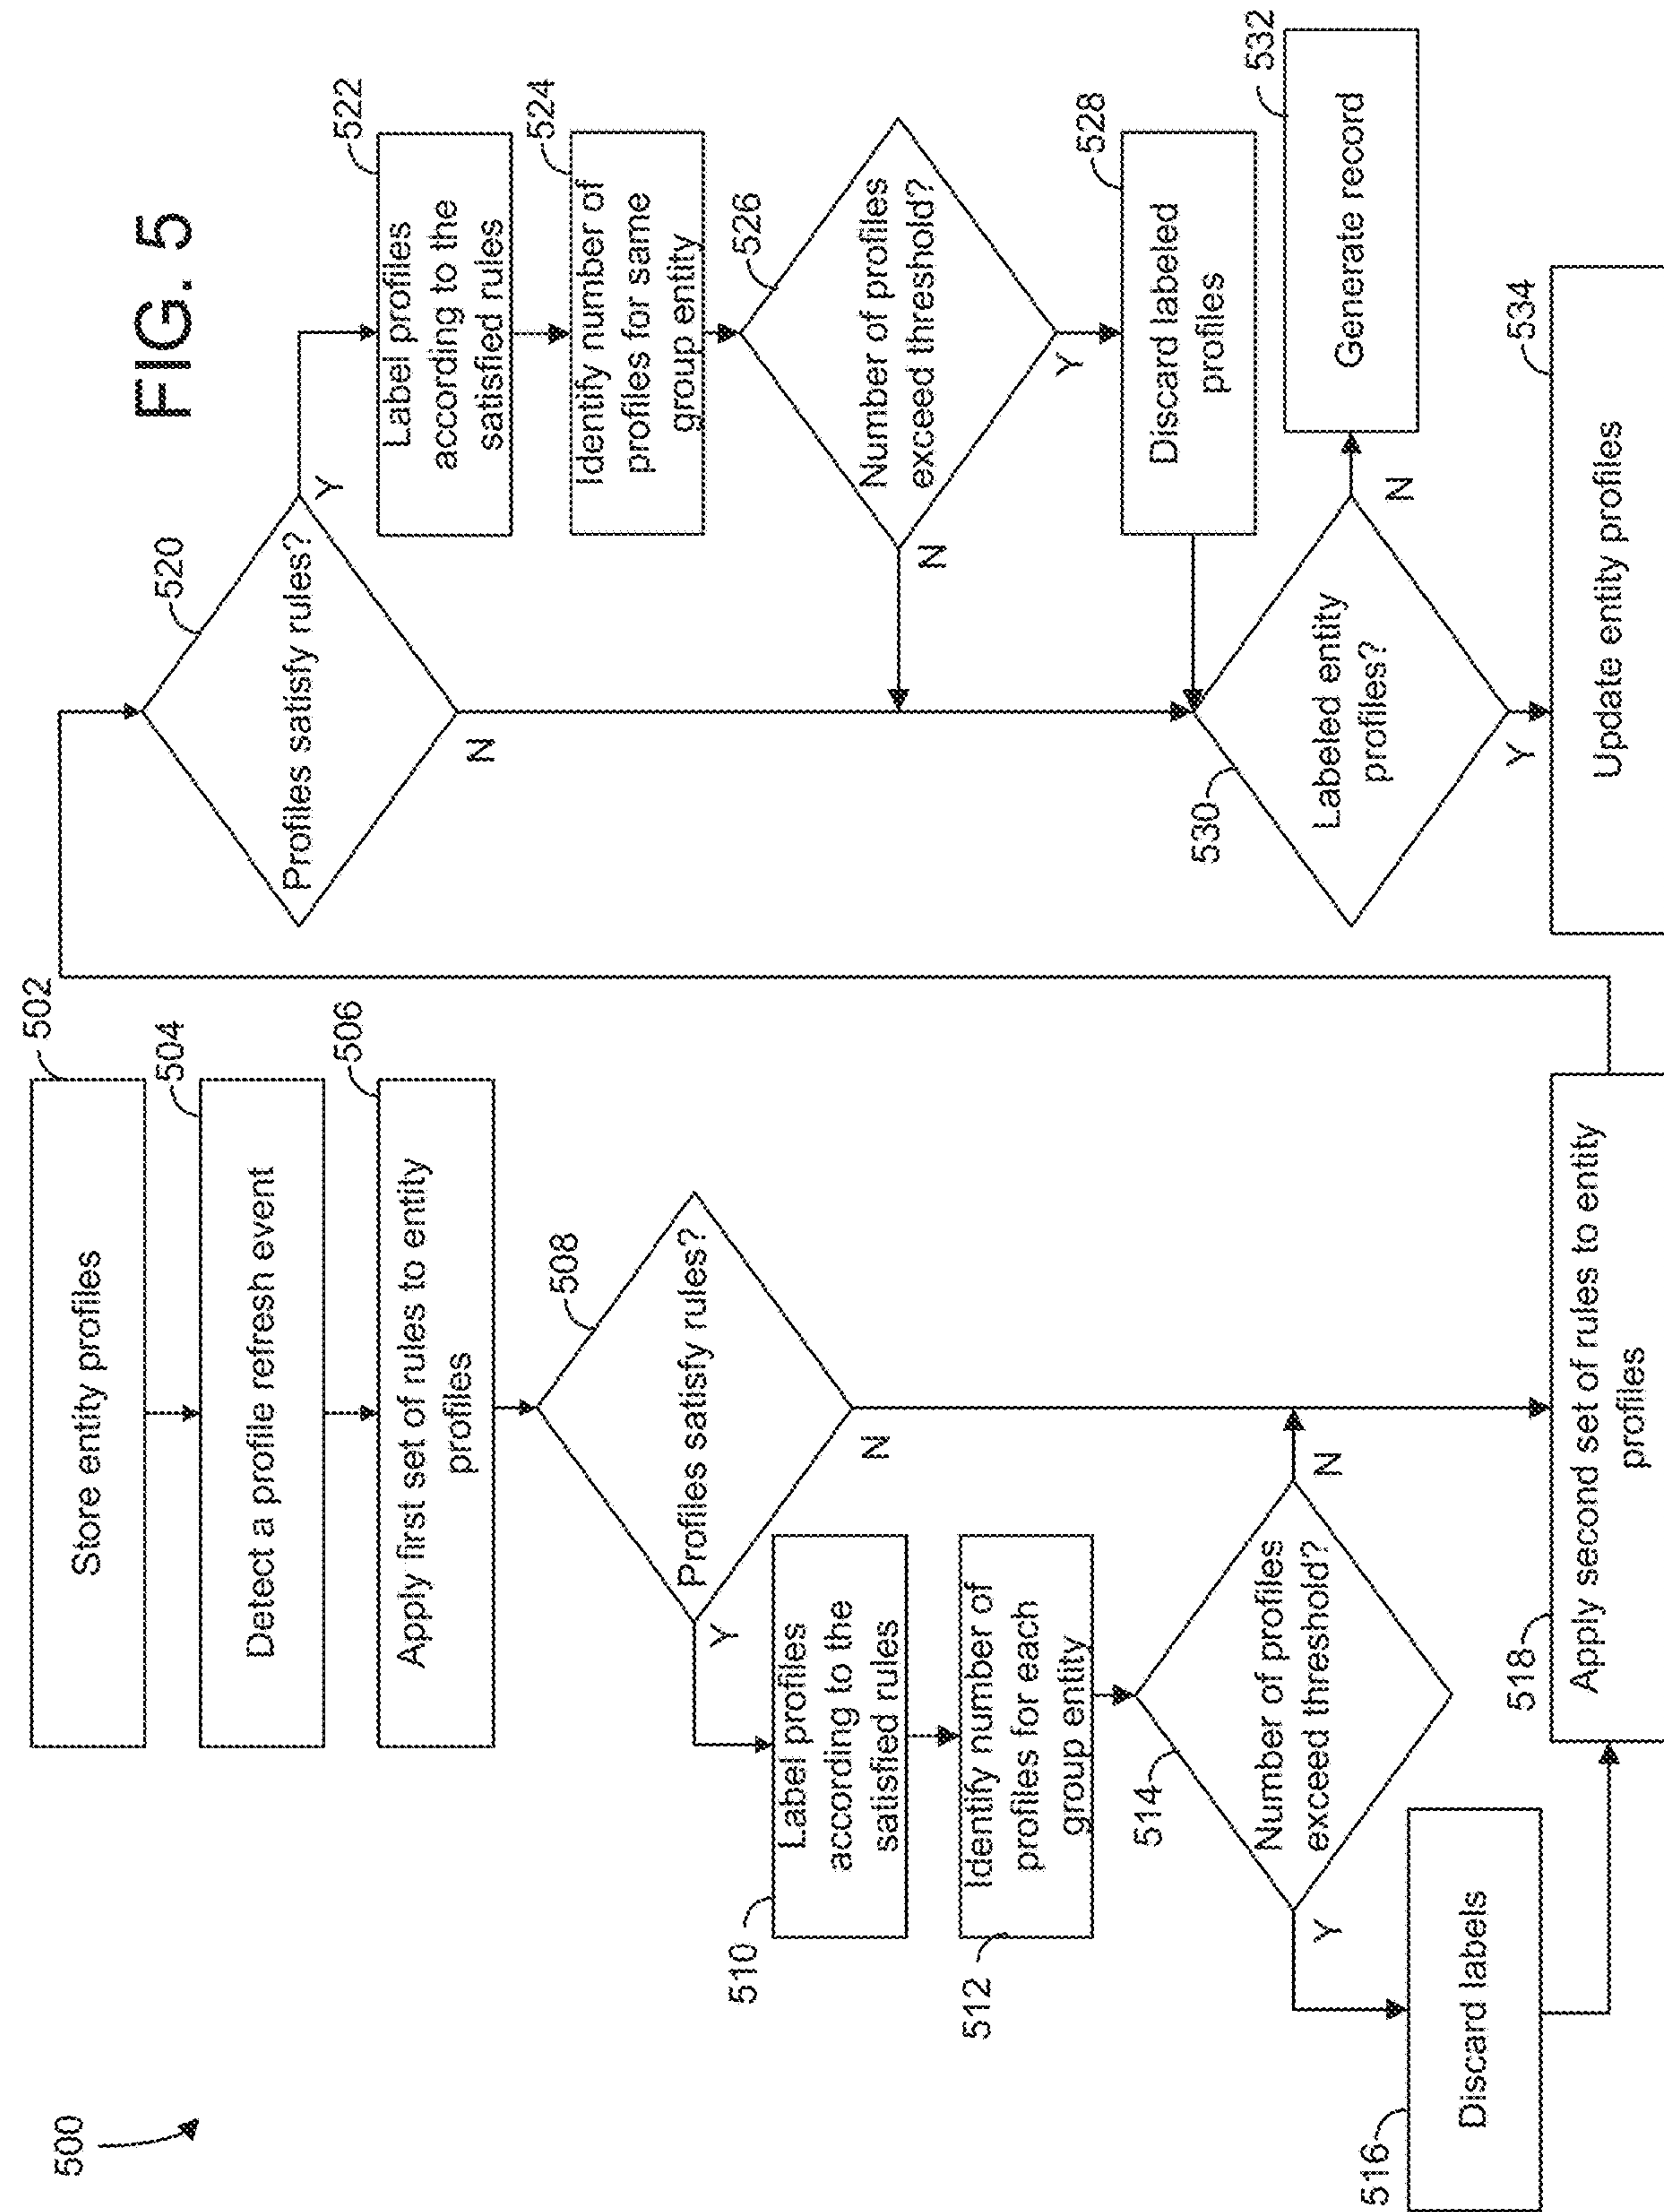 500
FIG. 5
Store entity profiles
502
Detect a profile refresh event
504
Apply first set of rules to entity
profiles
506
Profiles satisfy rules?
508
Y
N
Label profiles
according to the
satisfied rules
510
Identify number of
profiles for each
group entity
512
Number of profiles
exceed threshold?
514
Y
N
Discard labels
516
Apply second set of rules to entity
profiles
518
Profiles satisfy rules?
520
Y
N
Label profiles
according to the
satisfied rules
522
Identify number of
profiles for same
group entity
524
Number of profiles
exceed threshold?
526
N
Y
Discard labeled
profiles
528
Labeled entity
profiles?
530
N
Y
Generate record
532
Update entity profiles
534